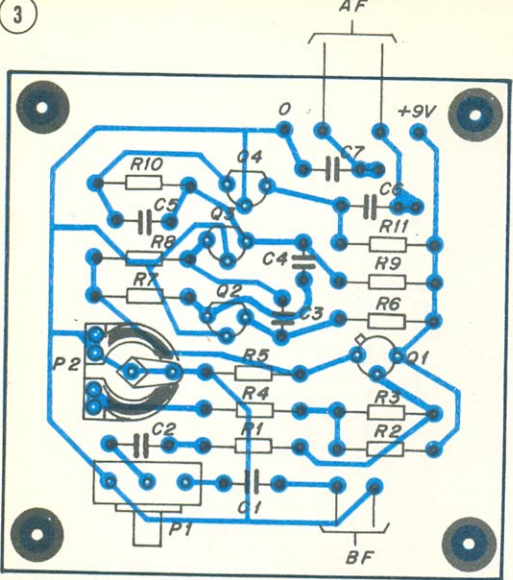 3
AF
0 +9V
R10 Q4 C7
C5 C6
Q3 R11
R8 C4
R7 R9
Q2 C3 R6
P2 R5 Q1
R4 R3
C2 R1 R2
P1 C1
BF